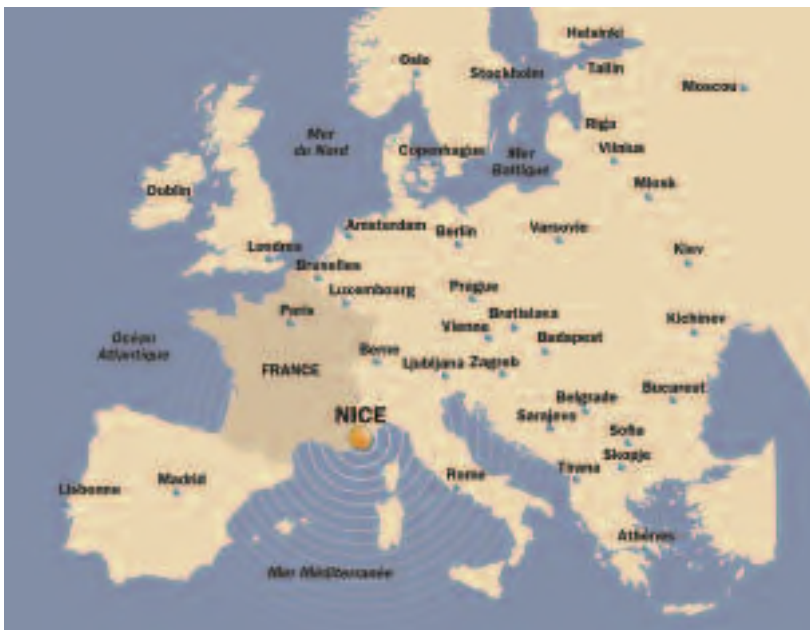 Helsinki
Oslo
Stockholm
Tallin
Moscou
Mer
du Nord
Riga
Copenhague
Mer
Baltique
Vilnius
Minsk
Dublin
Amsterdam
Berlin
Varsovie
Londres
Kiev
Bruxelles
Luxembourg
Prague
Paris
Bratislava
Kichinev
Vienne
Budapest
Océan
Atlantique
Berne
Ljubljana
Zagreb
FRANCE
Bucarest
Belgrade
NICE
Sarajevo
Sofia
Skopje
Rome
Tirana
Madrid
Lisbonne
Athènes
Mer Méditerranée